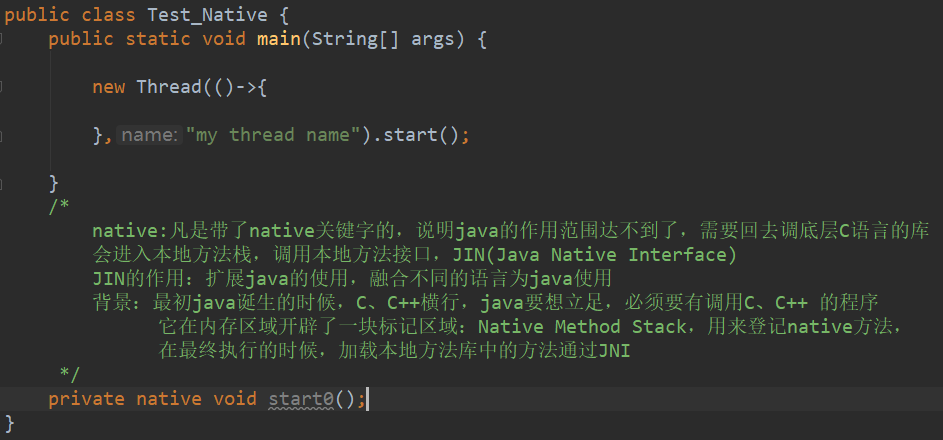 public class Test_Native {
    public static void main(String[] args) {
        new Thread(()->{
        }, name: "my thread name").start();
    }
    /*
        native:凡是带了native关键字的，说明java的作用范围达不到了，需要回去调底层C语言的库
        会进入本地方法栈，调用本地方法接口，JIN(Java Native Interface)
        JIN的作用：扩展java的使用，融合不同的语言为java使用
        背景：最初java诞生的时候，C、C++横行，java要想立足，必须要有调用C、C++ 的程序
              它在内存区域开辟了一块标记区域：Native Method Stack，用来登记native方法，
              在最终执行的时候，加载本地方法库中的方法通过JNI
     */
    private native void start0();
}